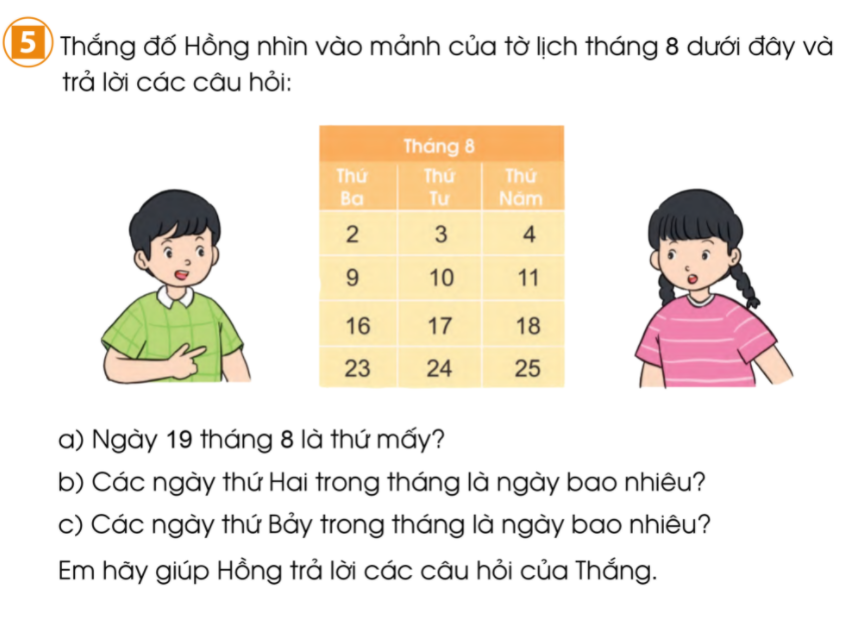 5 Thắng đố Hồng nhìn vào mảnh của tờ lịch tháng 8 dưới đây và
trả lời các câu hỏi:
Tháng 8
Thứ Ba Thứ Tư Thứ Năm
2 3 4
9 10 11
16 17 18
23 24 25
a) Ngày 19 tháng 8 là thứ mấy?
b) Các ngày thứ Hai trong tháng là ngày bao nhiêu?
c) Các ngày thứ Bảy trong tháng là ngày bao nhiêu?
Em hãy giúp Hồng trả lời các câu hỏi của Thắng.